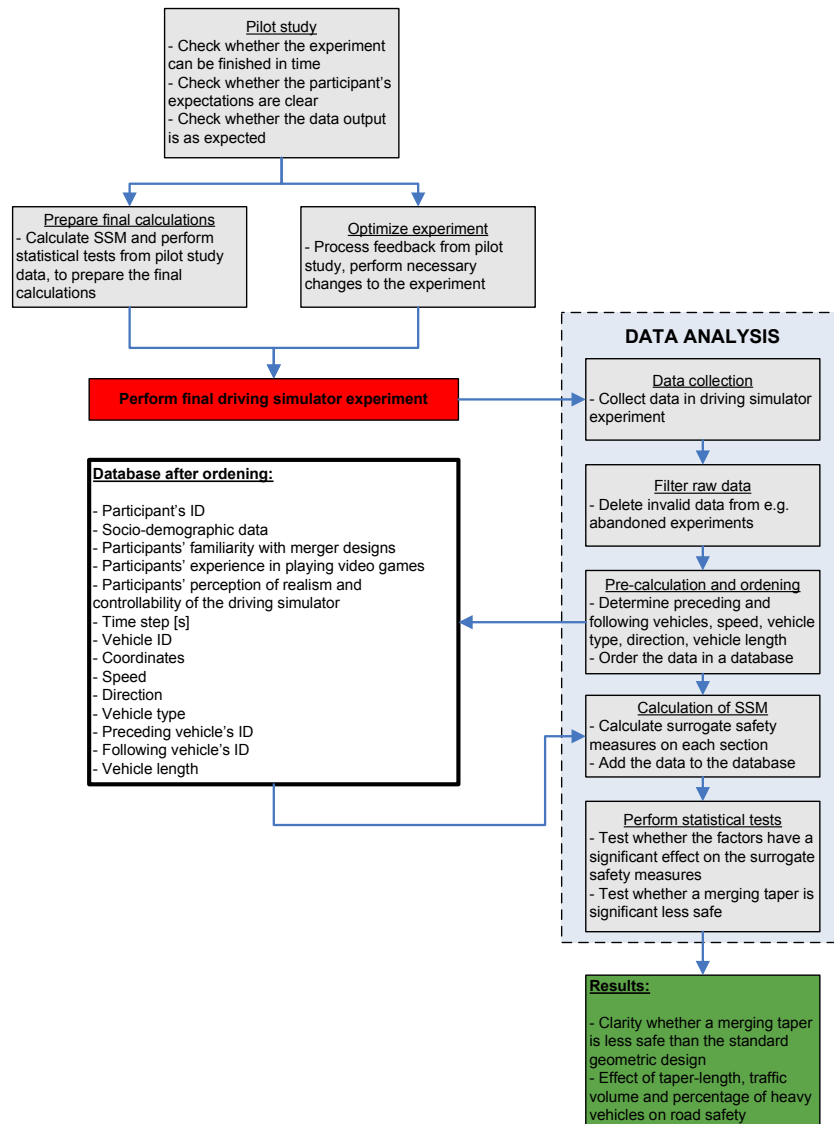 Pilot study
- Check whether the experiment
can be finished in time
- Check whether the participant's
expectations are clear
- Check whether the data output
is as expected
Prepare final calculations
- Calculate SSM and perform
statistical tests from pilot study
data, to prepare the final
calculations
Optimize experiment
- Process feedback from pilot
study, perform necessary
changes to the experiment
Perform final driving simulator experiment
DATA ANALYSIS
Data collection
- Collect data in driving simulator
experiment
Filter raw data
- Delete invalid data from e.g.
abandoned experiments
Pre-calculation and ordering
- Determine preceding and
following vehicles, speed, vehicle
type, direction, vehicle length
- Order the data in a database
Database after ordering:
- Participant's ID
- Socio-demographic data
- Participants' familiarity with merger designs
- Participants' experience in playing video games
- Participants' perception of realism and
controllability of the driving simulator
- Time step [s]
- Vehicle ID
- Coordinates
- Speed
- Direction
- Vehicle type
- Preceding vehicle's ID
- Following vehicle's ID
- Vehicle length
Calculation of SSM
- Calculate surrogate safety
measures on each section
- Add the data to the database
Perform statistical tests
- Test whether the factors have a
significant effect on the surrogate
safety measures
- Test whether a merging taper is
significant less safe
Results:
- Clarity whether a merging taper
is less safe than the standard
geometric design
- Effect of taper-length, traffic
volume and percentage of heavy
vehicles on road safety